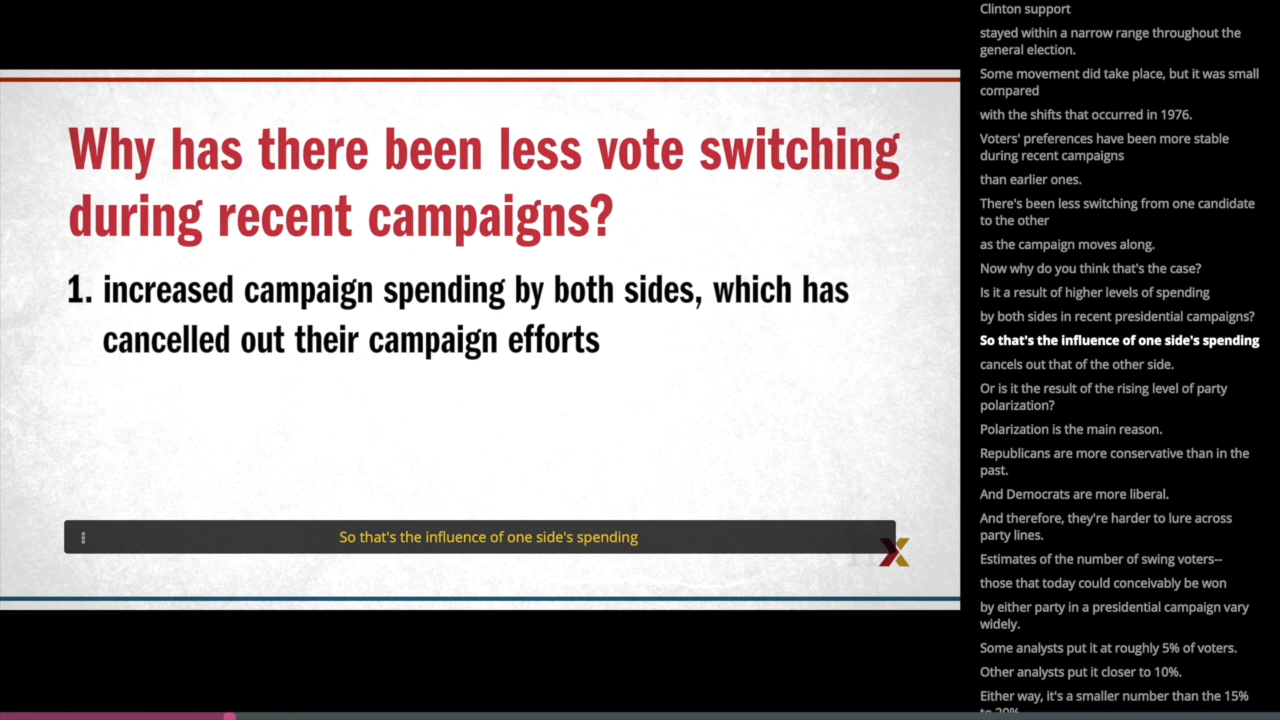 Why has there been less vote switching
during recent campaigns?
1. increased campaign spending by both sides, which has
cancelled out their campaign efforts
So that's the influence of one side's spending
X
Clinton support
stayed within a narrow range throughout the
general election.
Some movement did take place, but it was small
compared
with the shifts that occurred in 1976.
Voters' preferences have been more stable
during recent campaigns
than earlier ones.
There's been less switching from one candidate
to the other
as the campaign moves along.
Now why do you think that's the case?
Is it a result of higher levels of spending
by both sides in recent presidential campaigns?
So that's the influence of one side's spending
cancels out that of the other side.
Or is it the result of the rising level of party
polarization?
Polarization is the main reason.
Republicans are more conservative than in the
past.
And Democrats are more liberal.
And therefore, they're harder to lure across
party lines.
Estimates of the number of swing voters--
those that today could conceivably be won
by either party in a presidential campaign vary
widely.
Some analysts put it at roughly 5% of voters.
Other analysts put it closer to 10%.
Either way, it's a smaller number than the 15%
to 20%